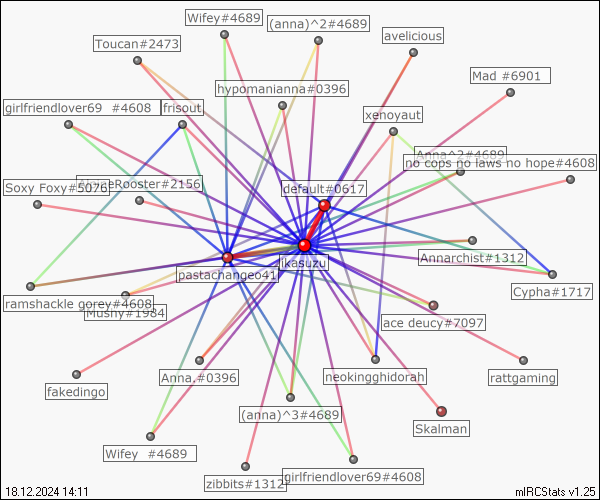 Wifey#4689
(anna)^2#4689
avelicious
Toucan#2473
Mad #6901
hypomanianna#0396
girlfriendlover69 #4608
frisout
xenoyaut
Anna^2#4689
no cops no laws no hope#4608
Soxy Foxy#5076
Rooster#2156
default#0617
Annarchist#1312
ikasuzu
pastachangeo41
Cypha#1717
ramshackle gorey#4608
Mushy#1984
ace deucy#7097
fakedingo
Anna.#0396
neokingghidorah
rattgaming
(anna)^3#4689
Skalman
Wifey #4689
zibbits#1312
girlfriendlover69#4608
18.12.2024 14:11
mIRCStats v1.25